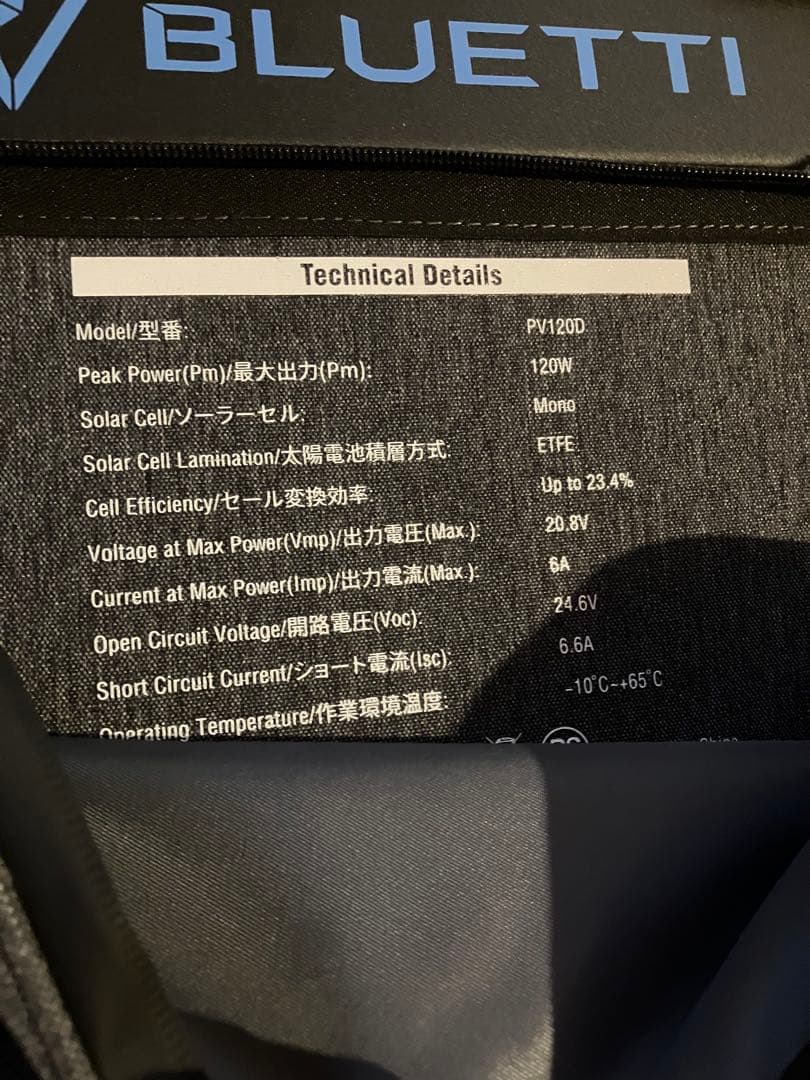 BLUETTI
Technical Details
Model/型番: PV120D
Peak Power(Pm)/最大出力(Pm): 120W
Solar Cell/ソーラーセル: Mono
Solar Cell Lamination/太陽電池積層方式: ETFE
Cell Efficiency/セール変換効率: Up to 23.4%
Voltage at Max Power(Vmp)/出力電圧(Max.): 20.8V
Current at Max Power(Imp)/出力電流(Max.): 6A
Open Circuit Voltage/開路電圧(Voc): 24.6V
Short Circuit Current/ショート電流(Isc): 6.6A
Operating Temperature/作業環境温度: -10°C~+65°C